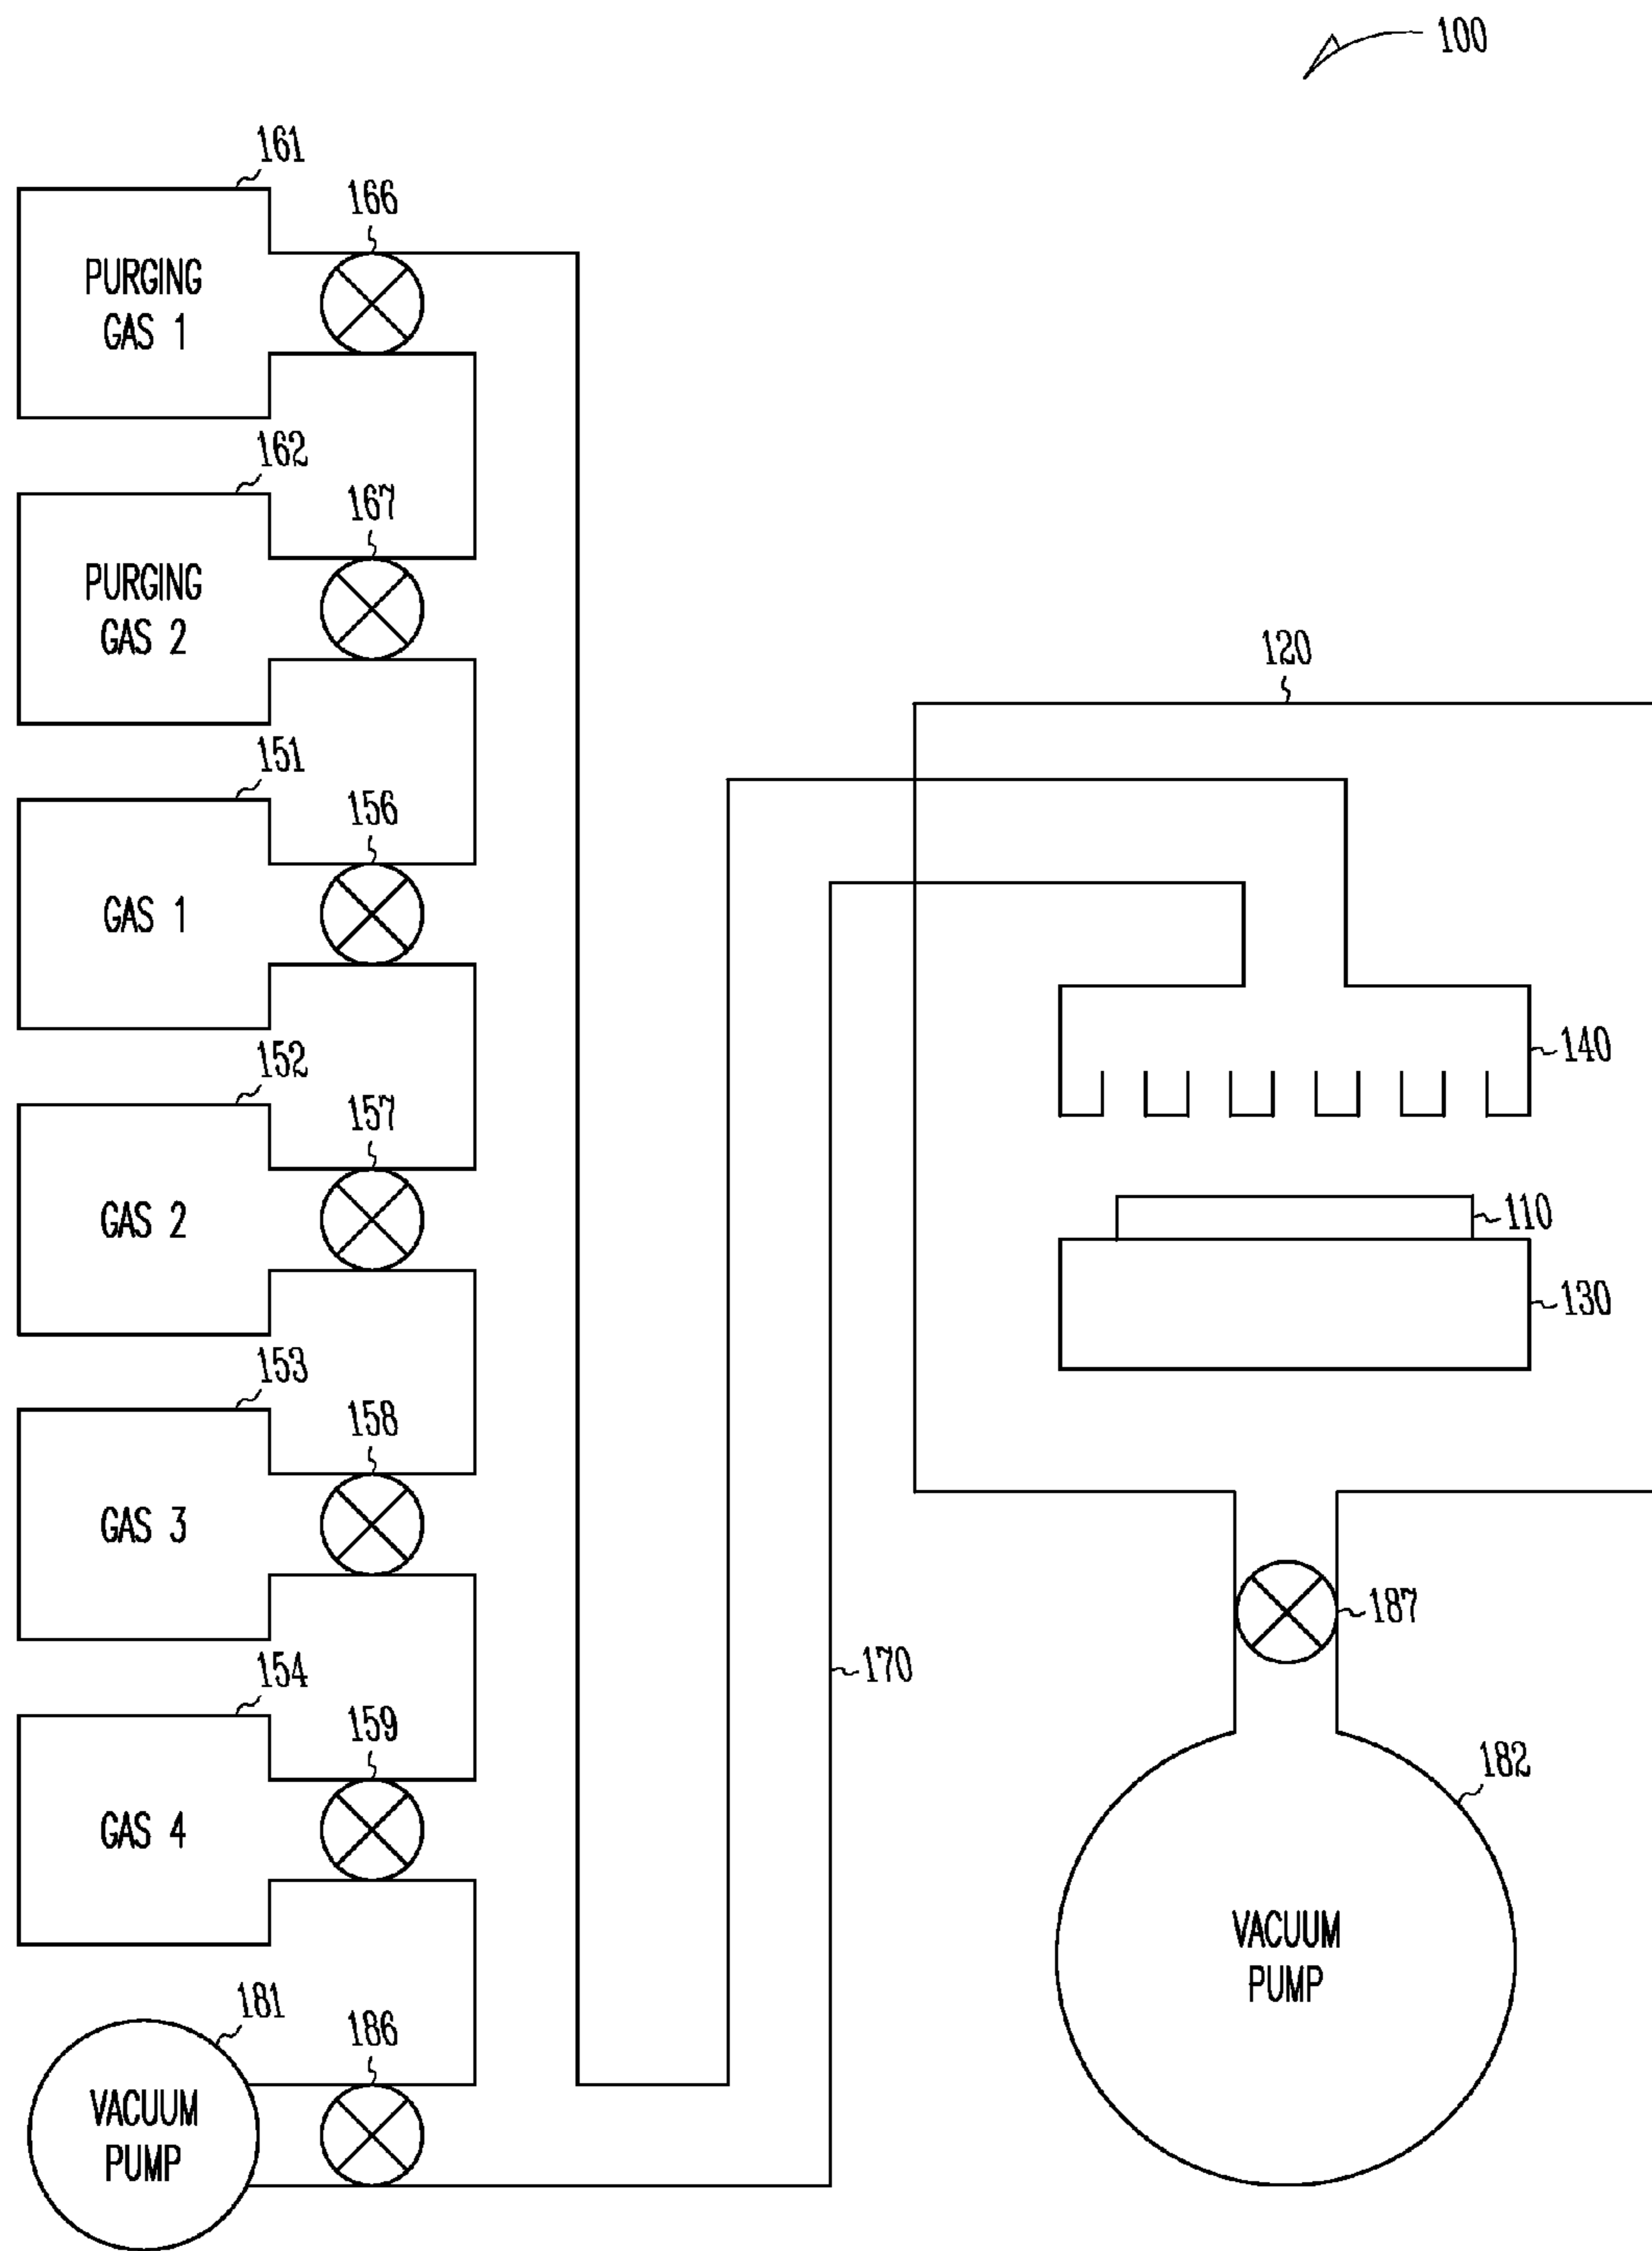 100
161
166
PURGING
GAS 1
162
167
PURGING
GAS 2
120
151
156
GAS 1
140
152
157
GAS 2
110
130
153
158
GAS 3
187
170
154
159
GAS 4
182
VACUUM
PUMP
181
186
VACUUM
PUMP